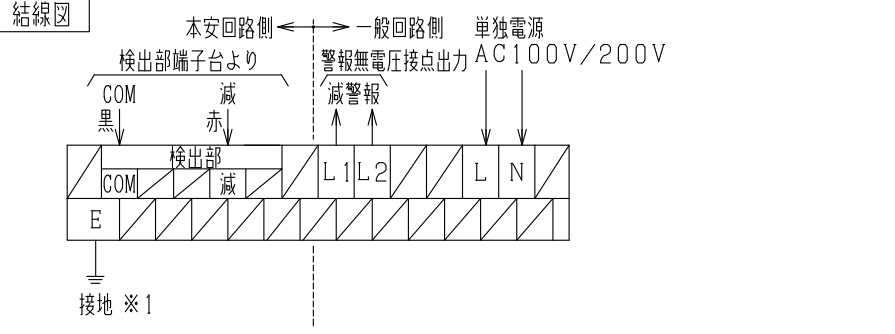 結線図
本安回路側 一般回路側 単独電源
検出部端子台より 警報無電圧接点出力 AC100V/200V
COM 減 減警報
黒 赤
検出部
COM 減 L1 L2 L N
E
接地 ※1